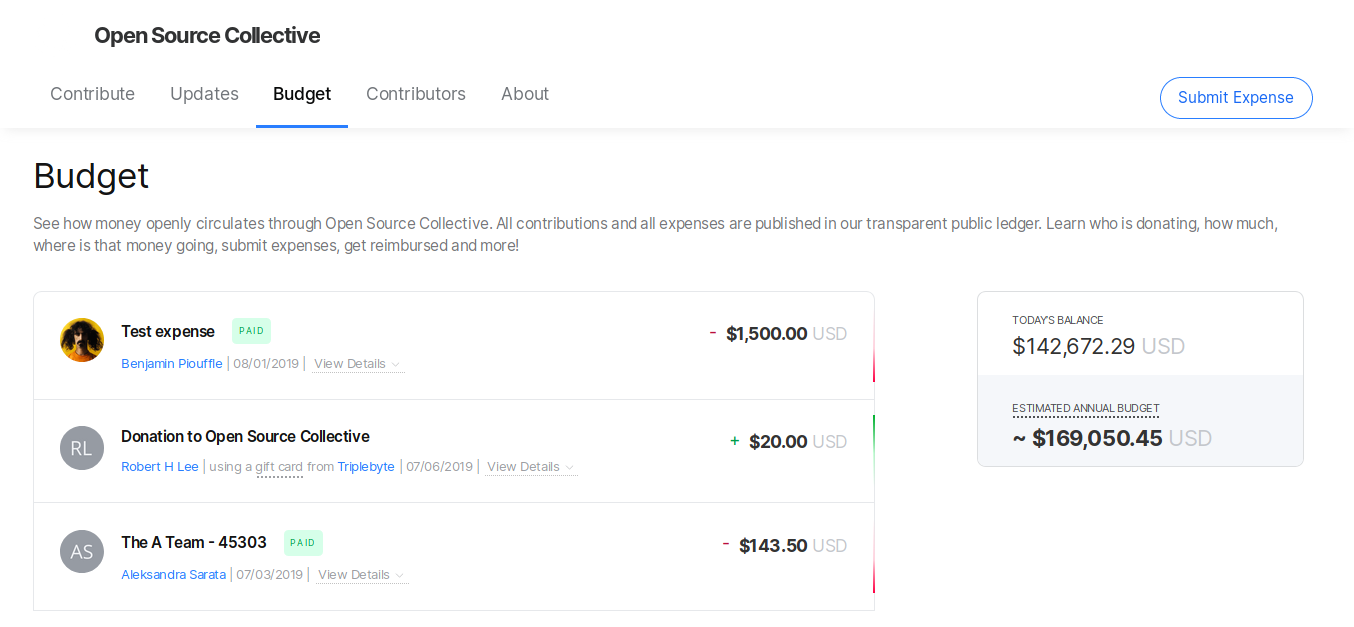 Open Source Collective
Contribute Updates Budget Contributors About Submit Expense
Budget
See how money openly circulates through Open Source Collective. All contributions and all expenses are published in our transparent public ledger. Learn who is donating, how much,
where is that money going, submit expenses, get reimbursed and more!
Test expense PAID - $1,500.00 USD
Benjamin Piouffle | 08/01/2019 | View Details
RL Donation to Open Source Collective + $20.00 USD
Robert H Lee | using a gift card from Triplebyte | 07/06/2019 | View Details
AS The A Team - 45303 PAID - $143.50 USD
Aleksandra Sarata | 07/03/2019 | View Details
TODAY'S BALANCE
$142,672.29 USD
ESTIMATED ANNUAL BUDGET
~ $169,050.45 USD